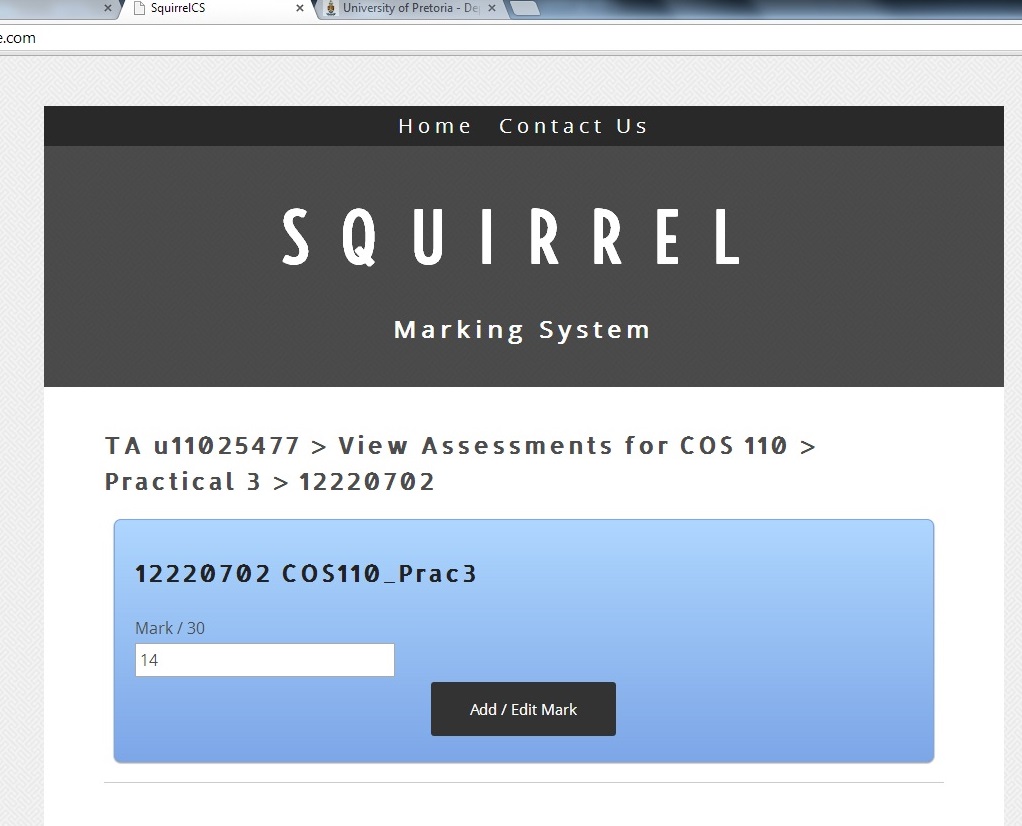 SquirrelCS
University of Pretoria - De
e.com
Home Contact Us
SQUIRREL
Marking System
TA u11025477 > View Assessments for COS 110 >
Practical 3 > 12220702
12220702 COS110_Prac3
Mark / 30
14
Add / Edit Mark